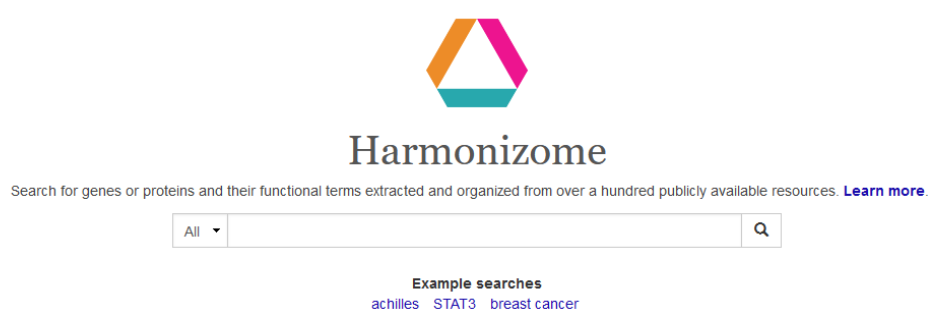 Harmonizome
Search for genes or proteins and their functional terms extracted and organized from over a hundred publicly available resources. Learn more.
All
Example searches
achilles STAT3 breast cancer